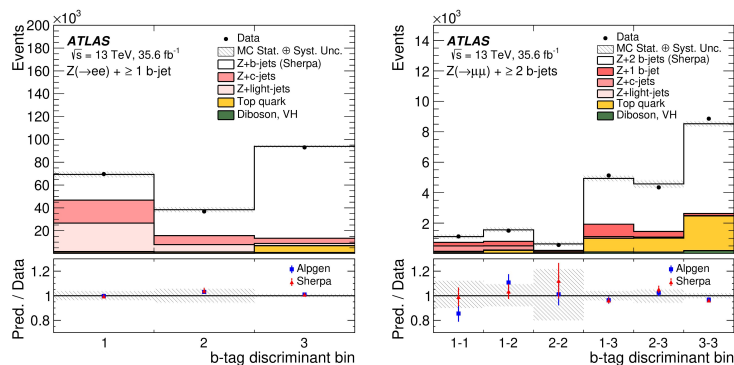 ×10³
Events
200
180
160
140
120
100
80
60
40
20
ATLAS
√s = 13 TeV, 35.6 fb⁻¹
Z(→ee) + ≥ 1 b-jet
Data
MC Stat. ⊕ Syst. Unc.
Z+b-jets (Sherpa)
Z+c-jets
Z+light-jets
Top quark
Diboson, VH
Pred. / Data
1.2
1
0.8
Alpgen
Sherpa
1 2 3
b-tag discriminant bin
×10³
Events
14
12
10
8
6
4
2
ATLAS
√s = 13 TeV, 35.6 fb⁻¹
Z(→μμ) + ≥ 2 b-jets
Data
MC Stat. ⊕ Syst. Unc.
Z+2 b-jets (Sherpa)
Z+1 b-jet
Z+c-jets
Z+light-jets
Top quark
Diboson, VH
Pred. / Data
1.2
1
0.8
Alpgen
Sherpa
1-1 1-2 2-2 1-3 2-3 3-3
b-tag discriminant bin